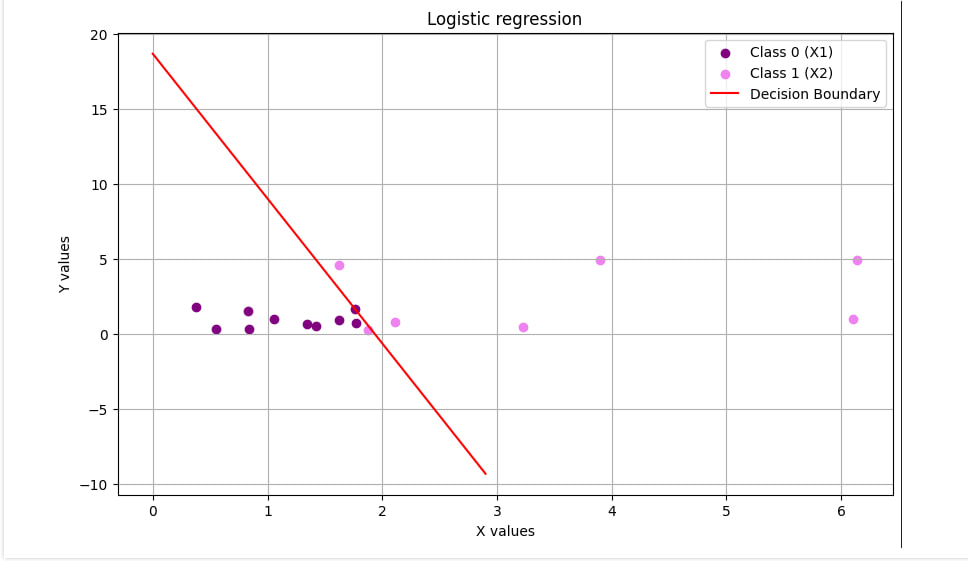 Logistic regression
Class 0 (X1)
Class 1 (X2)
Decision Boundary
20
15
10
5
0
−5
−10
Y values
0 1 2 3 4 5 6
X values